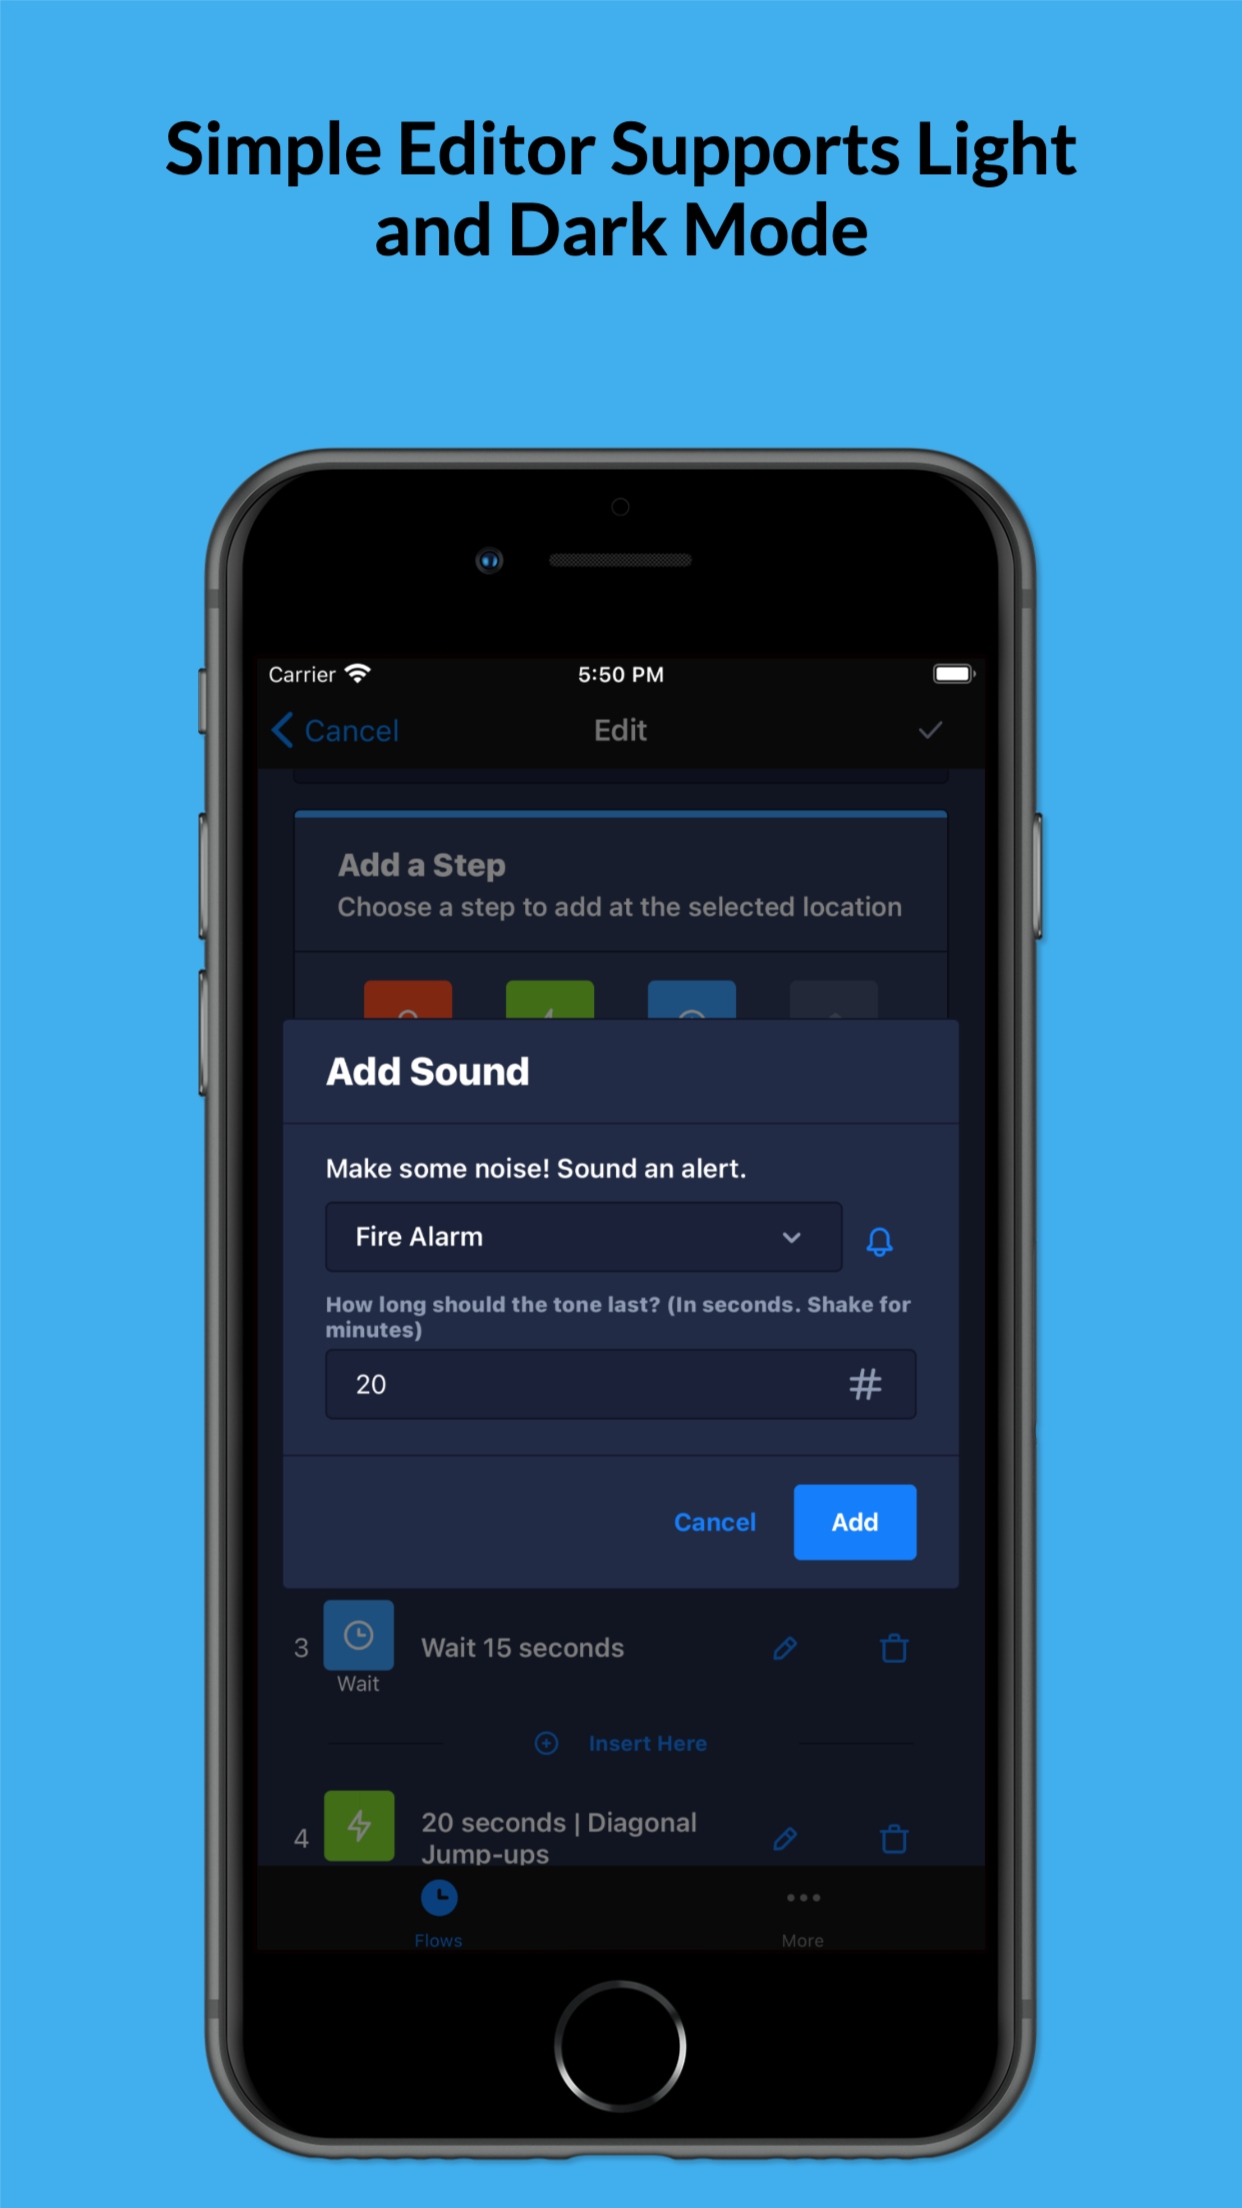 Simple Editor Supports Light
and Dark Mode
Carrier
5:50 PM
Cancel
Edit
Add a Step
Choose a step to add at the selected location
Add Sound
Make some noise! Sound an alert.
Fire Alarm
How long should the tone last? (In seconds. Shake for
minutes)
20 #
Cancel
Add
3
Wait 15 seconds
Wait
Insert Here
4
20 seconds | Diagonal
Jump-ups
Flows
More